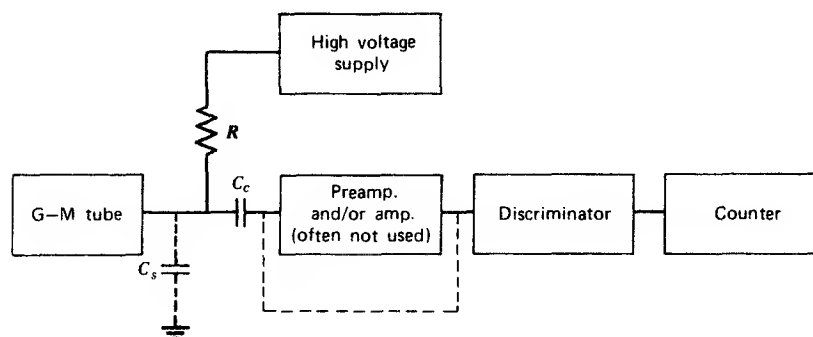 High voltage
supply
R
G–M tube
C_c
Preamp.
and/or amp.
(often not used)
Discriminator
Counter
C_s